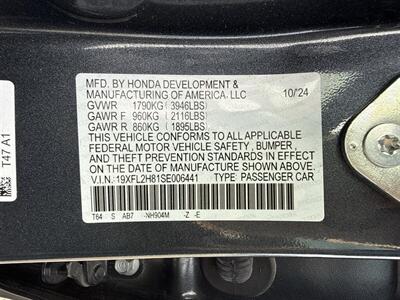 MFD. BY HONDA DEVELOPMENT &
MANUFACTURING OF AMERICA, LLC 10/24
GVWR 1790KG (3946LBS)
GAWR F 960KG (2116LBS)
GAWR R 860KG (1895LBS)
THIS VEHICLE CONFORMS TO ALL APPLICABLE
FEDERAL MOTOR VEHICLE SAFETY , BUMPER ,
AND THEFT PREVENTION STANDARDS IN EFFECT
ON THE DATE OF MANUFACTURE SHOWN ABOVE.
V.I.N. : 19XFL2H81SE006441 TYPE : PASSENGER CAR
T64 S AB7 -NH904M -Z -E
T47 A1